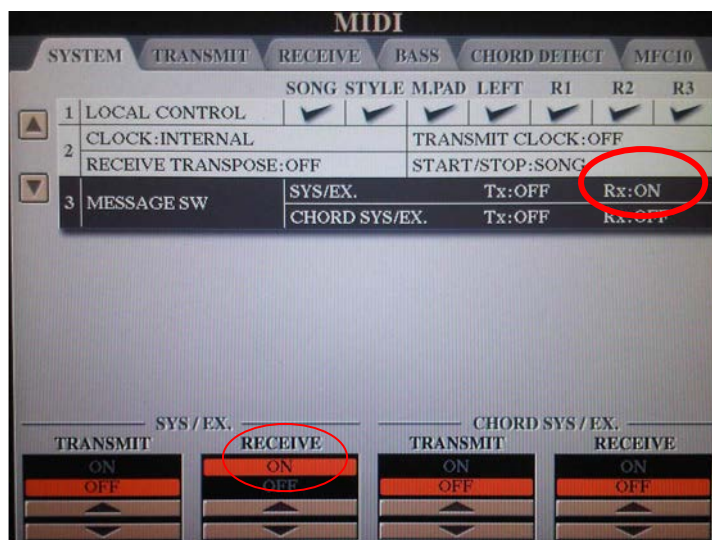 MIDI
SYSTEM TRANSMIT RECEIVE BASS CHORD DETECT MFC10
SONG STYLE M.PAD LEFT R1 R2 R3
1 LOCAL CONTROL
2 CLOCK:INTERNAL TRANSMIT CLOCK:OFF
RECEIVE TRANSPOSE:OFF START/STOP:SONG
3 MESSAGE SW SYS/EX. Tx:OFF Rx:ON
CHORD SYS/EX. Tx:OFF Rx:OFF
SYS / EX. CHORD SYS / EX.
TRANSMIT RECEIVE TRANSMIT RECEIVE
ON ON ON ON
OFF OFF OFF OFF